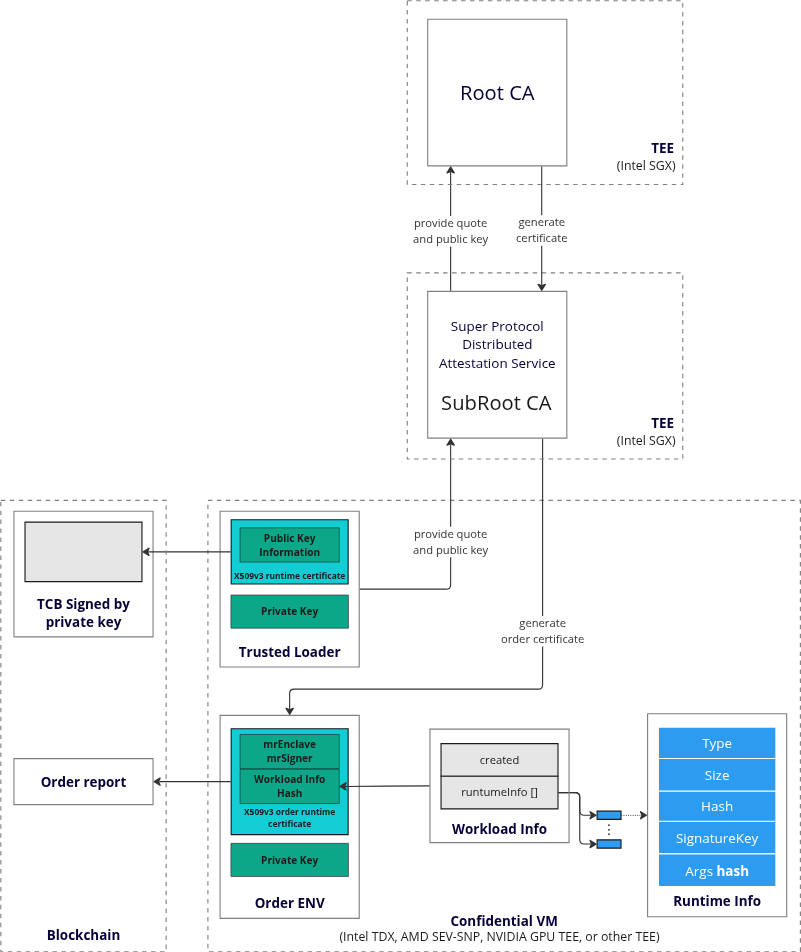 Root CA
TEE
(Intel SGX)
provide quote
and public key
generate
certificate
Super Protocol
Distributed
Attestation Service
SubRoot CA
TEE
(Intel SGX)
provide quote
and public key
generate
order certificate
TCB Signed by
private key
Public Key
Information
X509v3 runtime certificate
Private Key
Trusted Loader
Order report
mrEnclave
mrSigner
Workload Info
Hash
X509v3 order runtime
certificate
Private Key
Order ENV
created
runtumeInfo []
Workload Info
Type
Size
Hash
SignatureKey
Args hash
Runtime Info
Blockchain
Confidential VM
(Intel TDX, AMD SEV-SNP, NVIDIA GPU TEE, or other TEE)